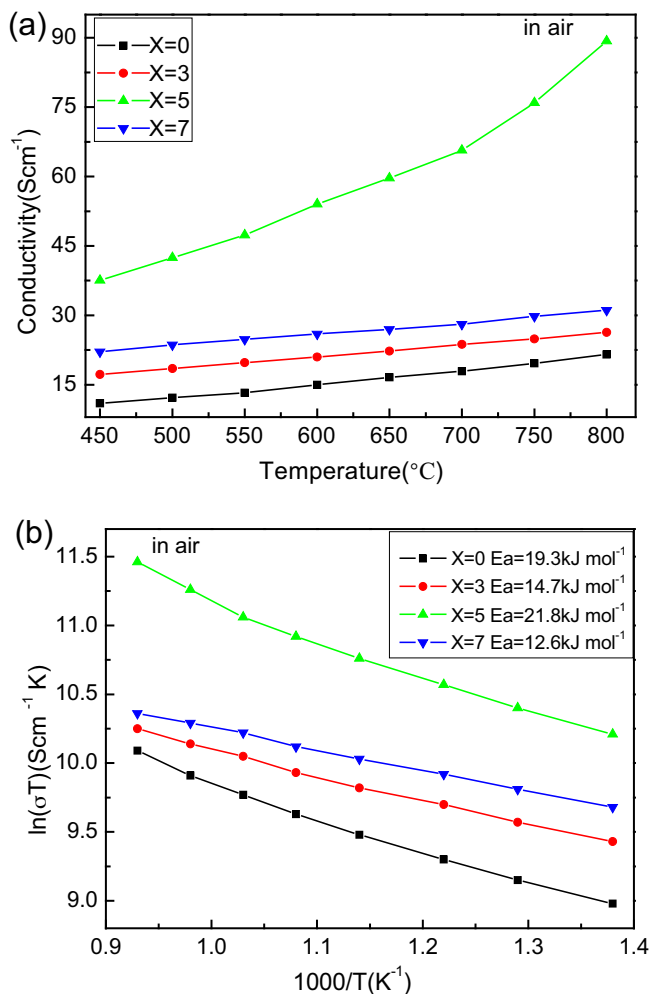 (a)
in air
X=0
X=3
X=5
X=7
90
75
60
45
30
15
Conductivity(Scm⁻¹)
450 500 550 600 650 700 750 800
Temperature(°C)
(b)
in air
X=0 Ea=19.3kJ mol⁻¹
X=3 Ea=14.7kJ mol⁻¹
X=5 Ea=21.8kJ mol⁻¹
X=7 Ea=12.6kJ mol⁻¹
11.5
11.0
10.5
10.0
9.5
9.0
ln(σT)(Scm⁻¹ K)
0.9 1.0 1.1 1.2 1.3 1.4
1000/T(K⁻¹)